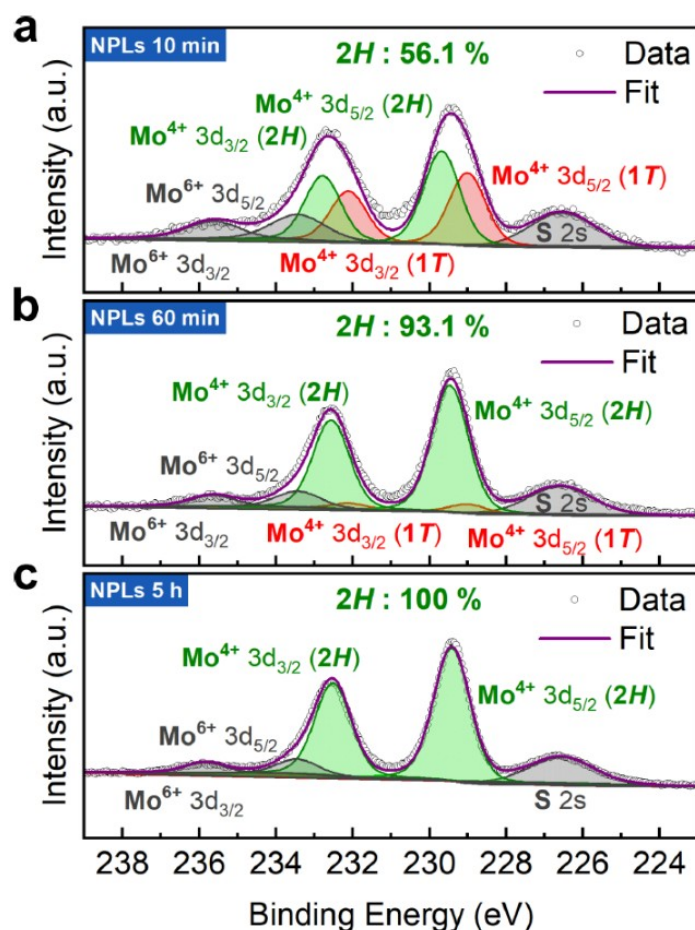 a
NPLs 10 min
2H : 56.1 %
Data
Fit
Mo⁴⁺ 3d₅/₂ (2H)
Mo⁴⁺ 3d₃/₂ (2H)
Mo⁶⁺ 3d₅/₂
Mo⁴⁺ 3d₅/₂ (1T)
S 2s
Mo⁶⁺ 3d₃/₂
Mo⁴⁺ 3d₃/₂ (1T)
Intensity (a.u.)
b
NPLs 60 min
2H : 93.1 %
Data
Fit
Mo⁴⁺ 3d₃/₂ (2H)
Mo⁴⁺ 3d₅/₂ (2H)
Mo⁶⁺ 3d₅/₂
S 2s
Mo⁶⁺ 3d₃/₂
Mo⁴⁺ 3d₃/₂ (1T)
Mo⁴⁺ 3d₅/₂ (1T)
Intensity (a.u.)
c
NPLs 5 h
2H : 100 %
Data
Fit
Mo⁴⁺ 3d₃/₂ (2H)
Mo⁴⁺ 3d₅/₂ (2H)
Mo⁶⁺ 3d₅/₂
Mo⁶⁺ 3d₃/₂
S 2s
Intensity (a.u.)
238 236 234 232 230 228 226 224
Binding Energy (eV)